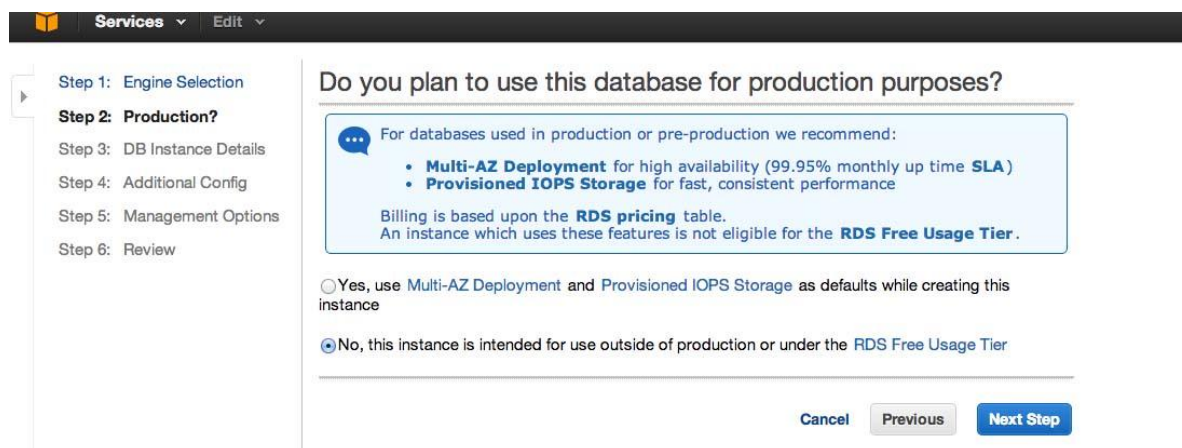 Services Edit
Step 1: Engine Selection
Step 2: Production?
Step 3: DB Instance Details
Step 4: Additional Config
Step 5: Management Options
Step 6: Review
Do you plan to use this database for production purposes?
For databases used in production or pre-production we recommend:
• Multi-AZ Deployment for high availability (99.95% monthly up time SLA)
• Provisioned IOPS Storage for fast, consistent performance
Billing is based upon the RDS pricing table.
An instance which uses these features is not eligible for the RDS Free Usage Tier.
Yes, use Multi-AZ Deployment and Provisioned IOPS Storage as defaults while creating this
instance
No, this instance is intended for use outside of production or under the RDS Free Usage Tier
Cancel Previous Next Step